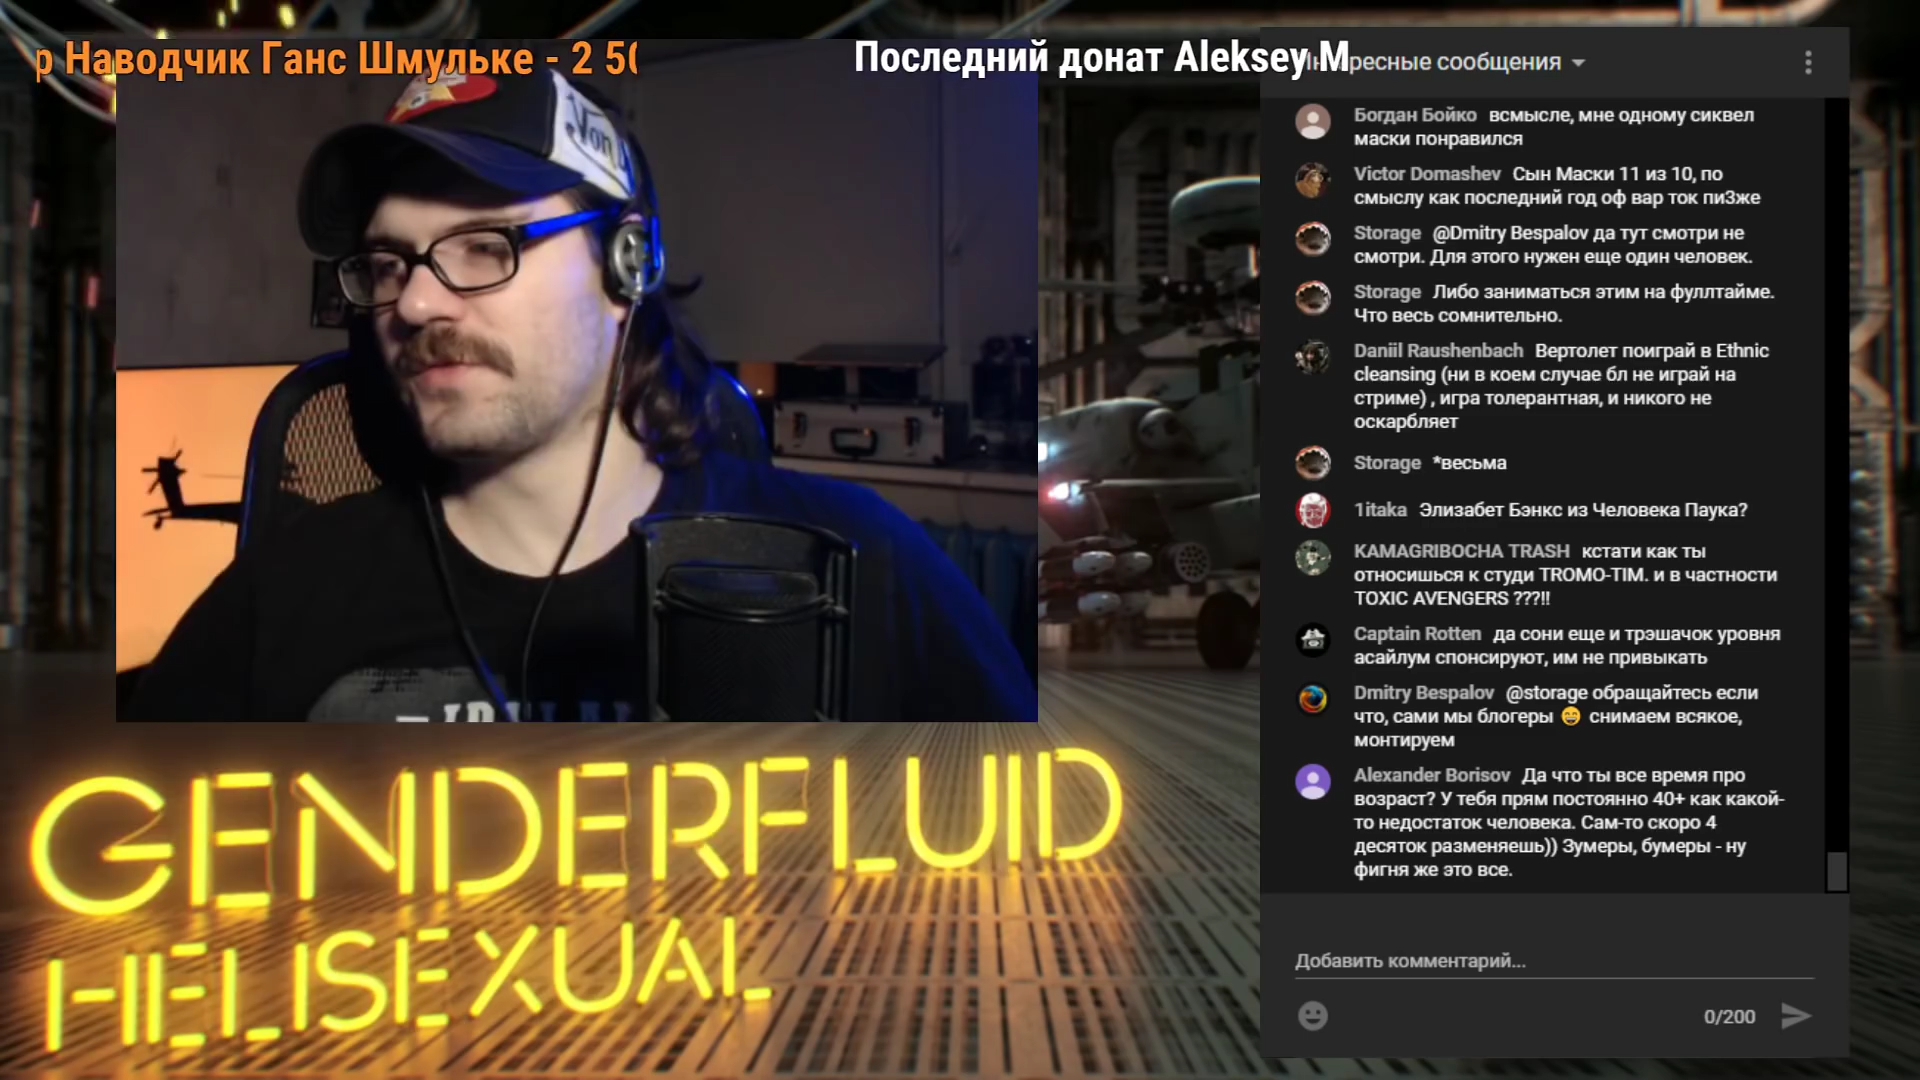 р Наводчик Ганс Шмульке - 2 50
Последний донат Aleksey M
ресные сообщения
Von
Богдан Бойко всмысле, мне одному сиквел
маски понравился
Victor Domashev Сын Маски 11 из 10, по
смыслу как последний год оф вар ток пиЗже
Storage @Dmitry Bespalov да тут смотри не
смотри. Для этого нужен еще один человек.
Storage Либо заниматься этим на фуллтайме.
Что весь сомнительно.
Daniil Raushenbach Вертолет поиграй в Ethnic
cleansing (ни в коем случае бл не играй на
стриме) , игра толерантная, и никого не
оскарбляет
Storage *весьма
1itaka Элизабет Бэнкс из Человека Паука?
KAMAGRIBOCHA TRASH кстати как ты
относишься к студи TROMO-TIM. и в частности
TOXIC AVENGERS ???!!
Captain Rotten да сони еще и трэшачок уровня
асайлум спонсируют, им не привыкать
Dmitry Bespalov @storage обращайтесь если
что, сами мы блогеры 😁 снимаем всякое,
монтируем
Alexander Borisov Да что ты все время про
возраст? У тебя прям постоянно 40+ как какой-
то недостаток человека. Сам-то скоро 4
десяток разменяешь)) Зумеры, бумеры - ну
фигня же это все.
Добавить комментарий...
0/200
GENDERFLUID
HELISEXUAL